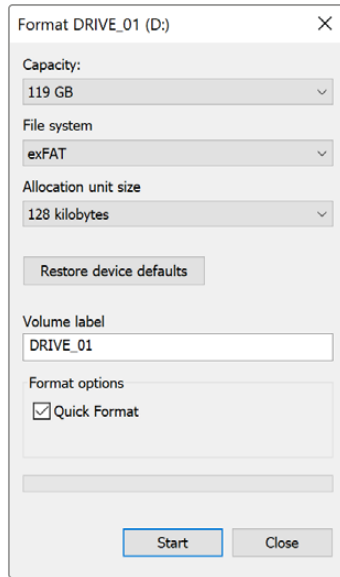 Format DRIVE_01 (D:)
Capacity:
119 GB
File system
exFAT
Allocation unit size
128 kilobytes
Restore device defaults
Volume label
DRIVE_01
Format options
Quick Format
Start Close